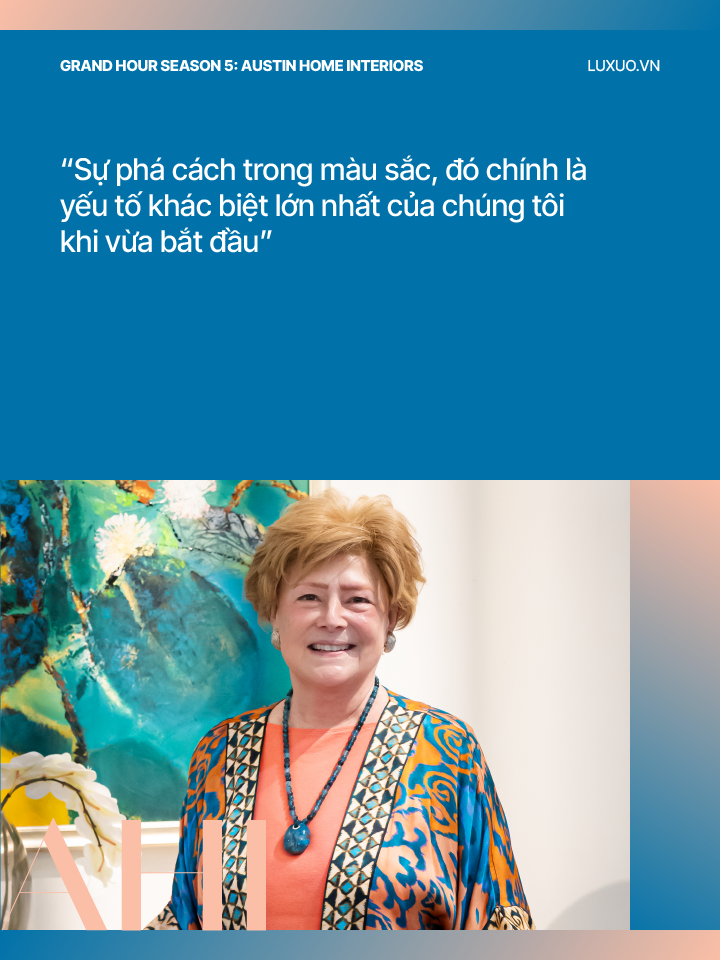 GRAND HOUR SEASON 5: AUSTIN HOME INTERIORS
LUXUO.VN
“Sự phá cách trong màu sắc, đó chính là
yếu tố khác biệt lớn nhất của chúng tôi
khi vừa bắt đầu”
AHI